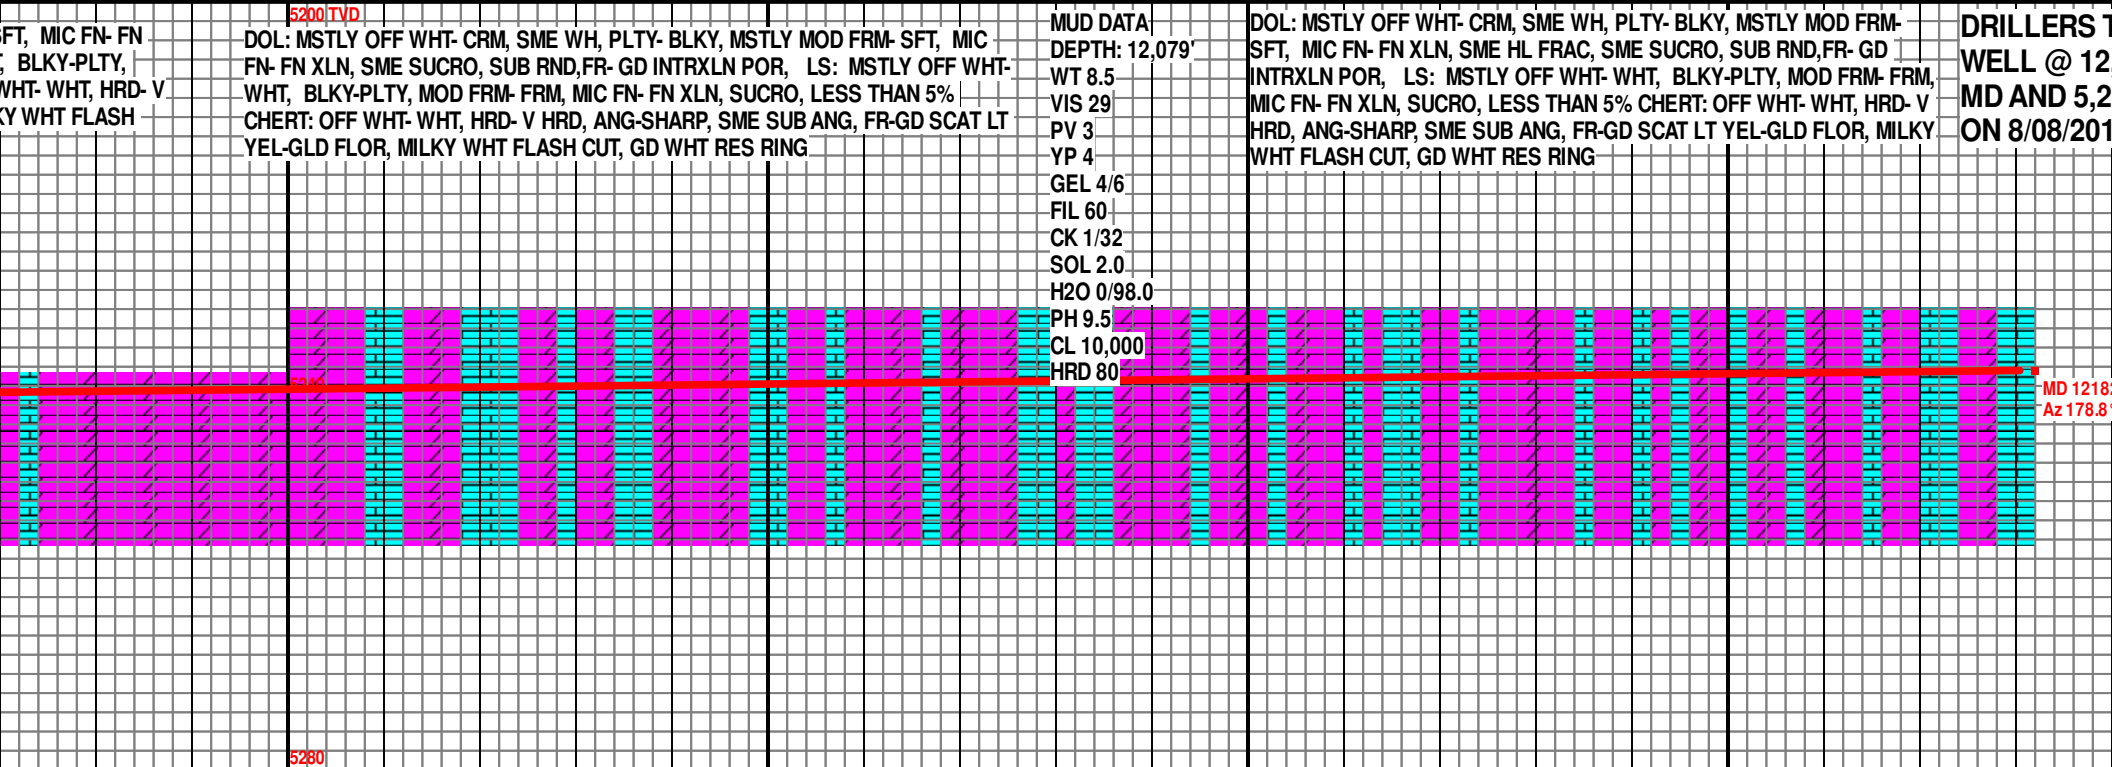 SFT, MIC FN- FN
BLKY-PLTY,
WHT- WHT, HRD- V
WHT FLASH
5200 TVD
DOL: MSTLY OFF WHT- CRM, SME WH, PLTY- BLKY, MSTLY MOD FRM- SFT, MIC
FN- FN XLN, SME SUCRO, SUB RND,FR- GD INTRXLN POR, LS: MSTLY OFF WHT-
WHT, BLKY-PLTY, MOD FRM- FRM, MIC FN- FN XLN, SUCRO, LESS THAN 5%
CHERT: OFF WHT- WHT, HRD- V HRD, ANG-SHARP, SME SUB ANG, FR-GD SCAT LT
YEL-GLD FLOR, MILKY WHT FLASH CUT, GD WHT RES RING
MUD DATA
DEPTH: 12,079'
WT 8.5
VIS 29
PV 3
YP 4
GEL 4/6
FIL 60
CK 1/32
SOL 2.0
H2O 0/98.0
PH 9.5
CL 10,000
HRD 80
DOL: MSTLY OFF WHT- CRM, SME WH, PLTY- BLKY, MSTLY MOD FRM-
SFT, MIC FN- FN XLN, SME HL FRAC, SME SUCRO, SUB RND,FR- GD
INTRXLN POR, LS: MSTLY OFF WHT- WHT, BLKY-PLTY, MOD FRM- FRM,
MIC FN- FN XLN, SUCRO, LESS THAN 5% CHERT: OFF WHT- WHT, HRD- V
HRD, ANG-SHARP, SME SUB ANG, FR-GD SCAT LT YEL-GLD FLOR, MILKY
WHT FLASH CUT, GD WHT RES RING
DRILLERS T
WELL @ 12,
MD AND 5,2
ON 8/08/201
MD 12182
Az 178.8°
5280